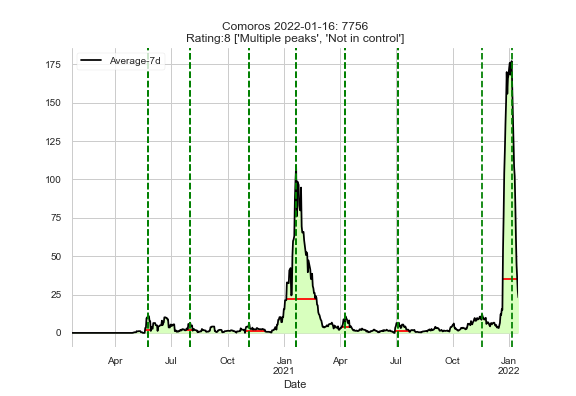 Comoros 2022-01-16: 7756
Rating:8 ['Multiple peaks', 'Not in control']
Average-7d
175
150
125
100
75
50
25
0
Apr Jul Oct Jan Apr Jul Oct Jan
2021 2022
Date